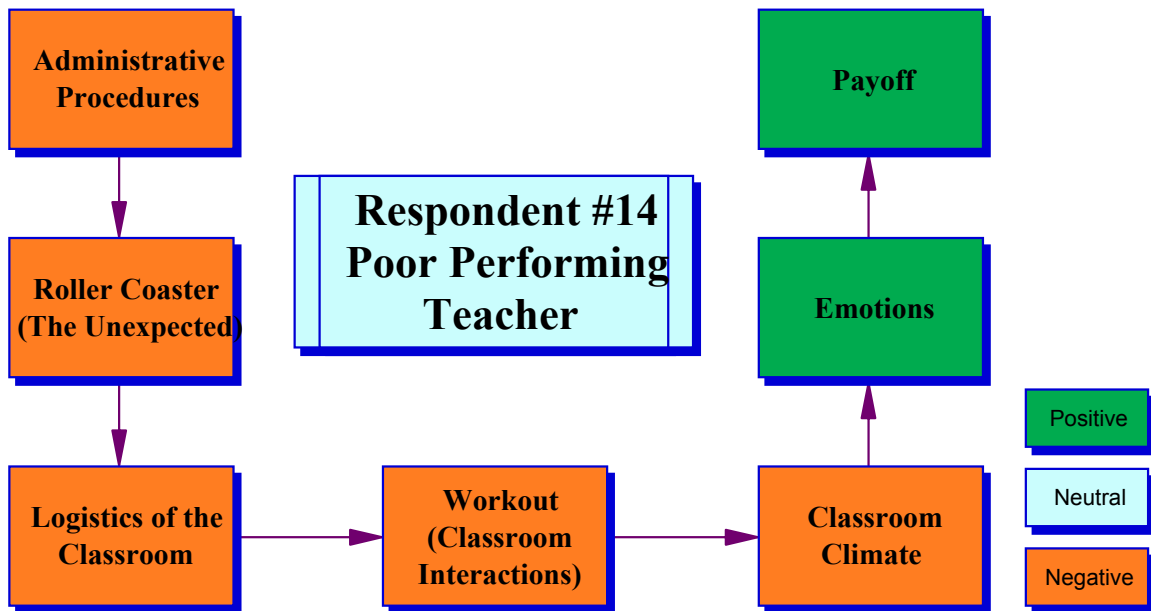 Administrative
Procedures
Payoff
Respondent #14
Poor Performing
Teacher
Roller Coaster
(The Unexpected)
Emotions
Positive
Neutral
Negative
Logistics of the
Classroom
Workout
(Classroom
Interactions)
Classroom
Climate